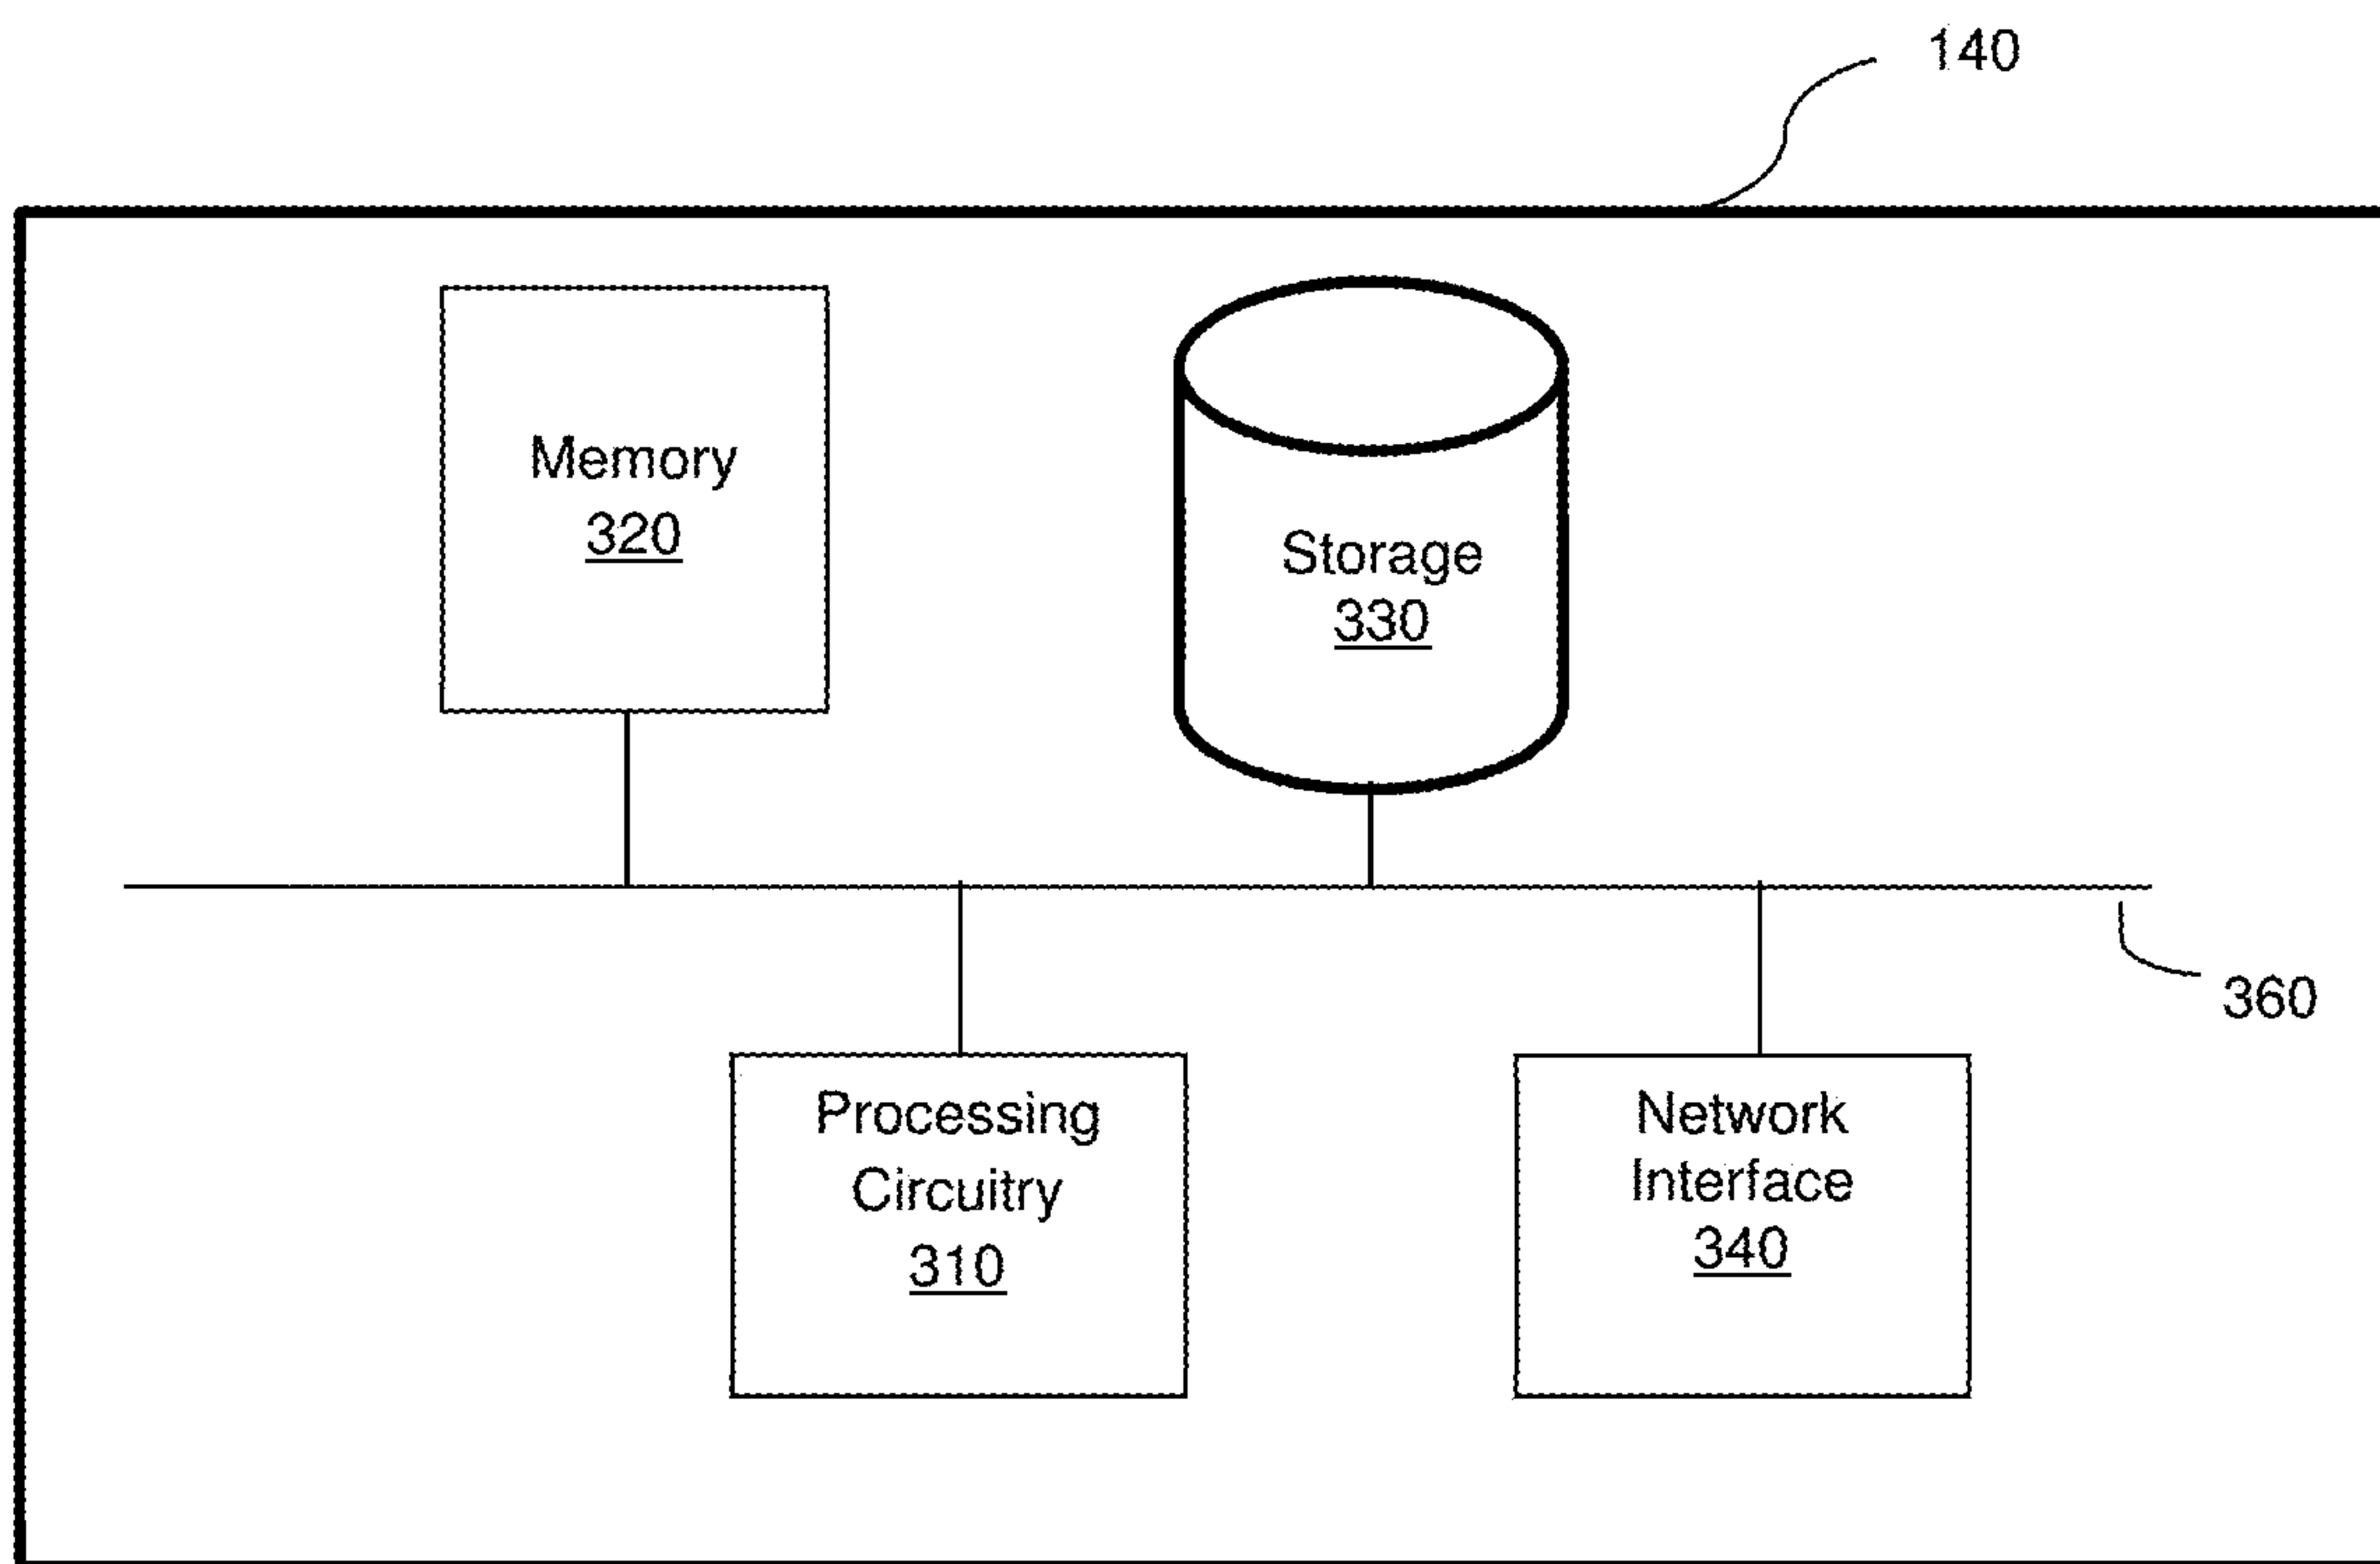 140
Memory
320
Storage
330
360
Processing
Circuitry
310
Network
Interface
340